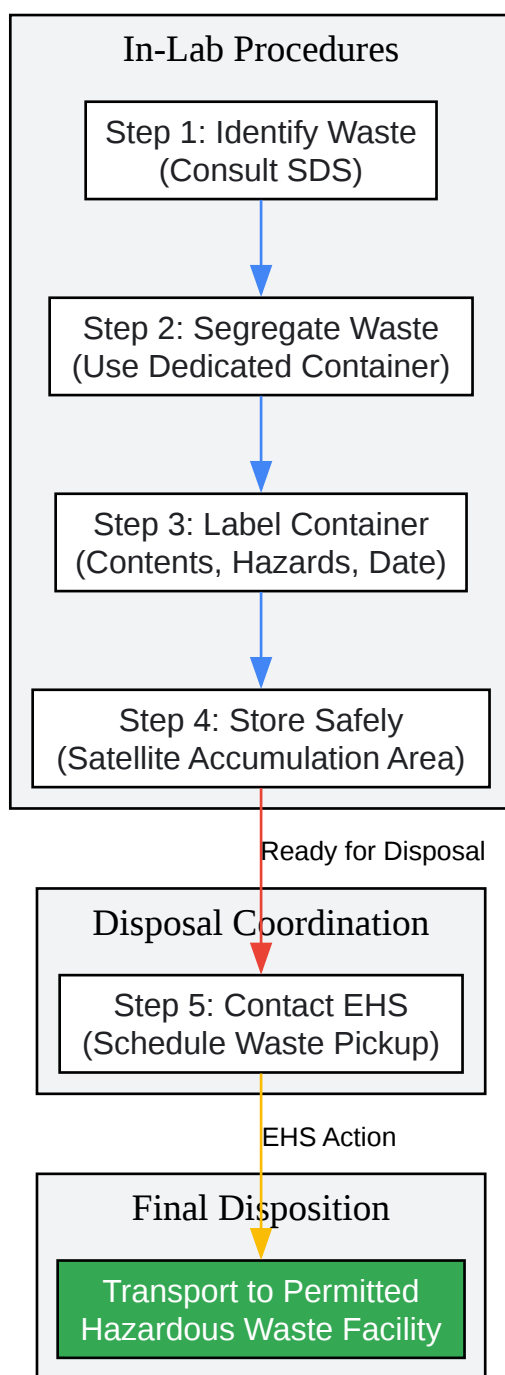 In-Lab Procedures
Step 1: Identify Waste
(Consult SDS)
Step 2: Segregate Waste
(Use Dedicated Container)
Step 3: Label Container
(Contents, Hazards, Date)
Step 4: Store Safely
(Satellite Accumulation Area)
Ready for Disposal
Disposal Coordination
Step 5: Contact EHS
(Schedule Waste Pickup)
EHS Action
Final Disposition
Transport to Permitted
Hazardous Waste Facility